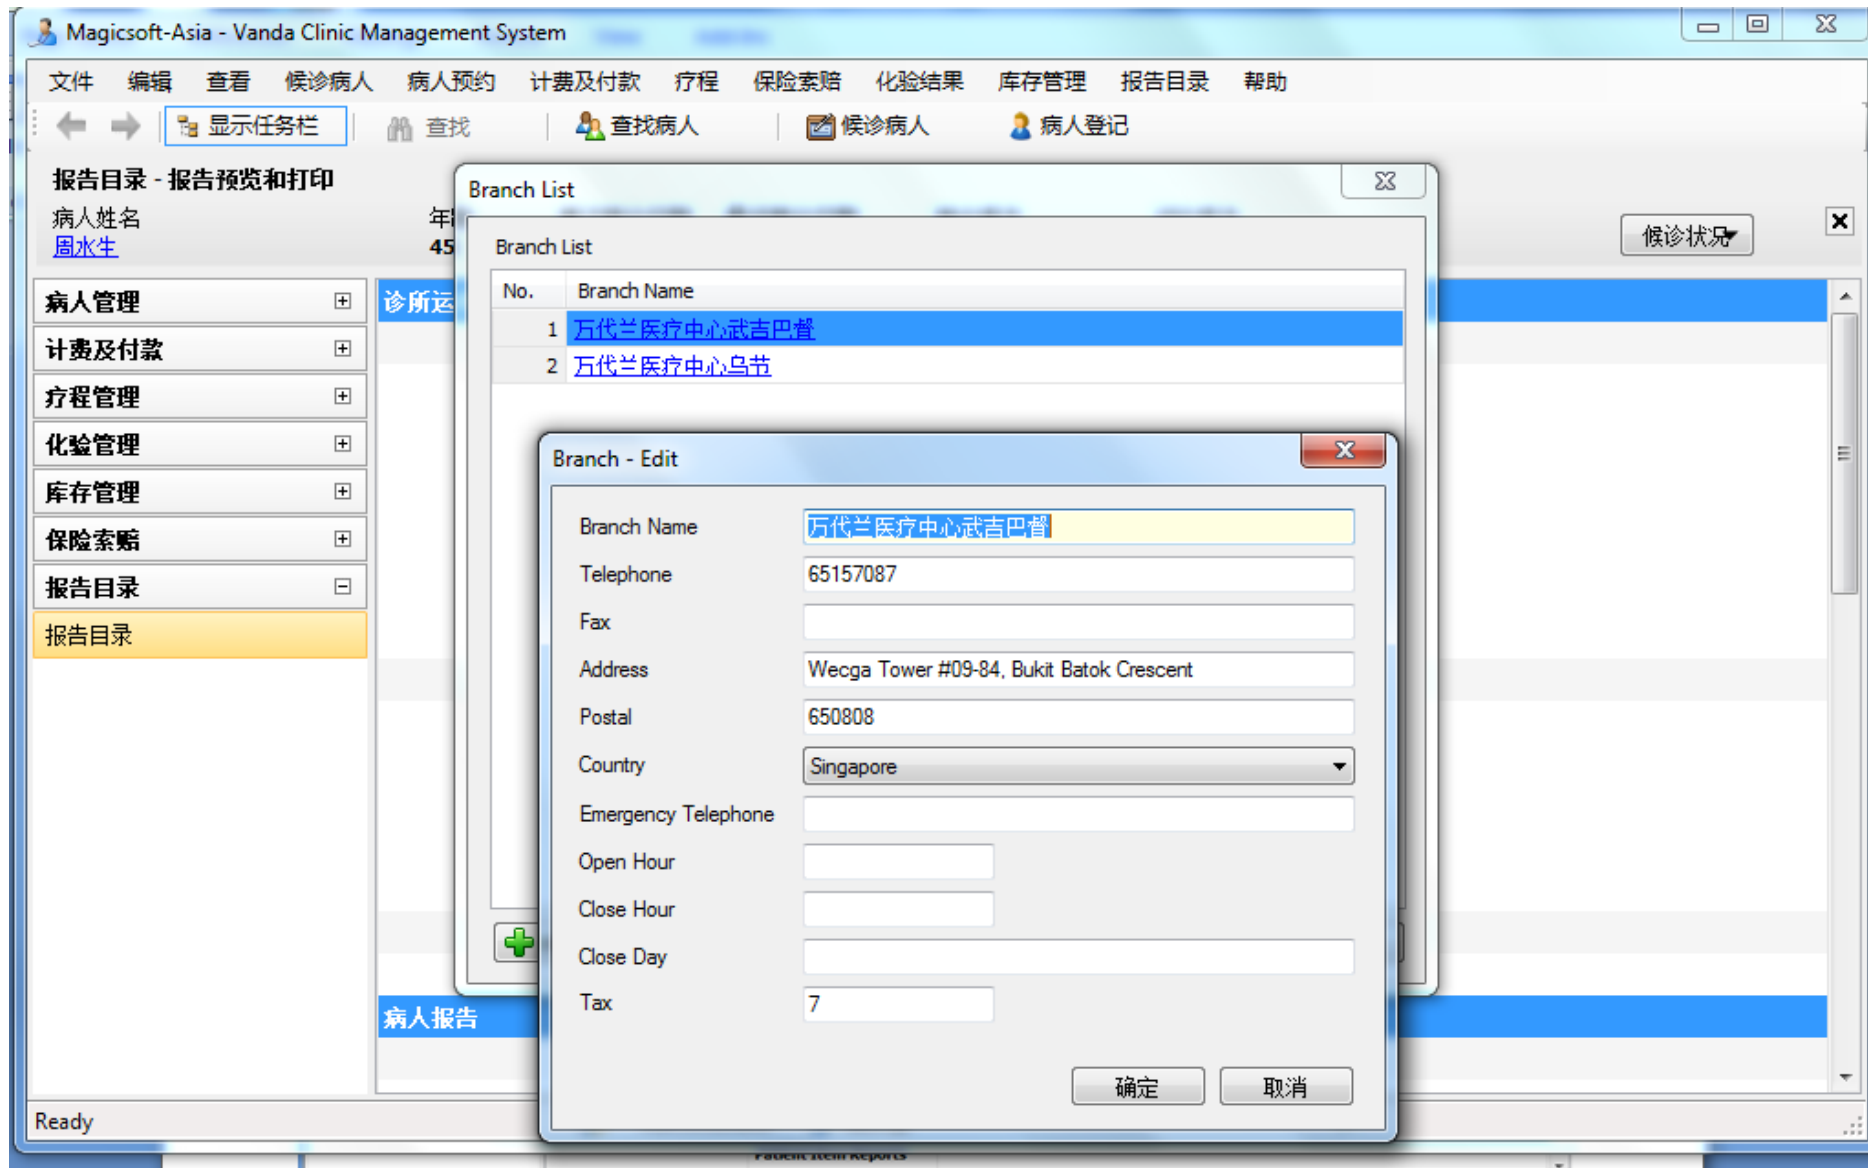 Magicsoft-Asia - Vanda Clinic Management System
文件 编辑 查看 候诊病人 病人预约 计费及付款 疗程 保险索赔 化验结果 库存管理 报告目录 帮助
显示任务栏 查找 查找病人 候诊病人 病人登记
报告目录 - 报告预览和打印
病人姓名
周水生
45
候诊状况
病人管理
计费及付款
疗程管理
化验管理
库存管理
保险索赔
报告目录
报告目录
诊所运
病人报告
Branch List
Branch List
No. Branch Name
1 万代兰医疗中心武吉巴督
2 万代兰医疗中心乌节
Branch - Edit
Branch Name 万代兰医疗中心武吉巴督
Telephone 65157087
Fax
Address Wecga Tower #09-84, Bukit Batok Crescent
Postal 650808
Country Singapore
Emergency Telephone
Open Hour
Close Hour
Close Day
Tax 7
确定 取消
Ready
Patient Item Reports